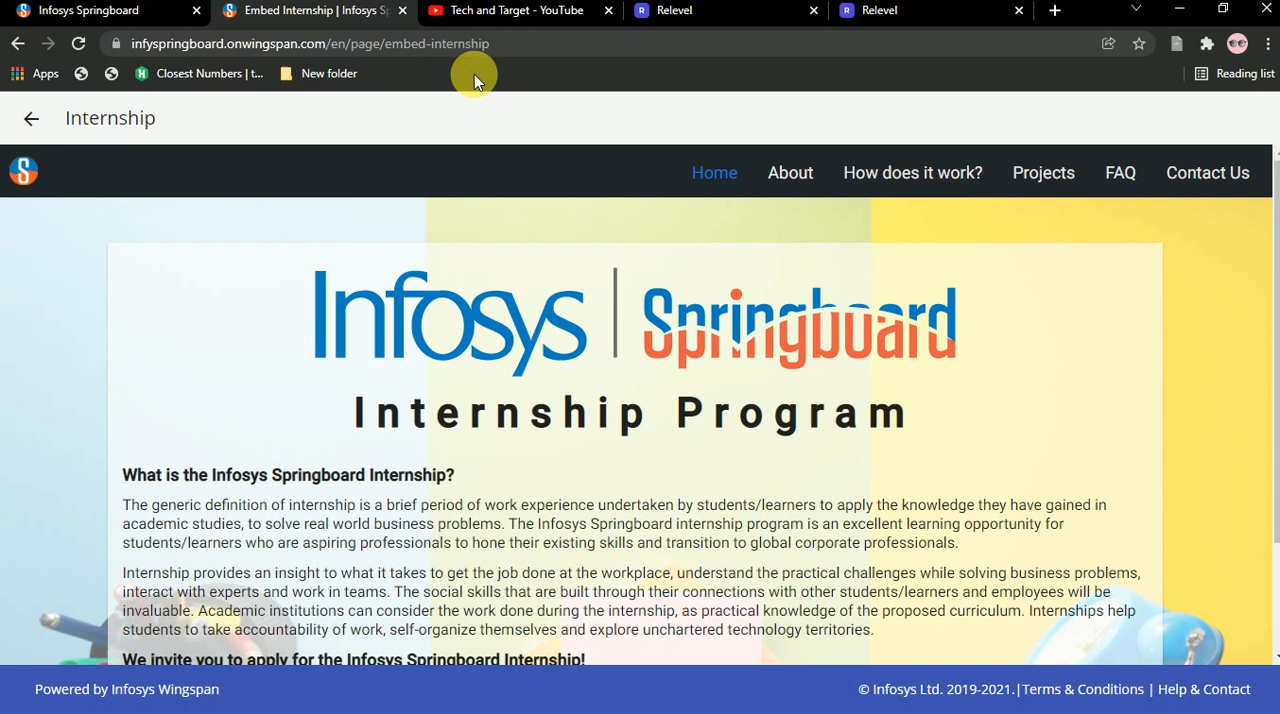 Infosys Springboard
Embed Internship | Infosys S
Tech and Target - YouTube
Relevel
Relevel
infyspringboard.onwingspan.com/en/page/embed-internship
Apps
Closest Numbers | t...
New folder
Reading list
Internship
Home
About
How does it work?
Projects
FAQ
Contact Us
Infosys | Springboard
Internship Program
What is the Infosys Springboard Internship?
The generic definition of internship is a brief period of work experience undertaken by students/learners to apply the knowledge they have gained in
academic studies, to solve real world business problems. The Infosys Springboard internship program is an excellent learning opportunity for
students/learners who are aspiring professionals to hone their existing skills and transition to global corporate professionals.
Internship provides an insight to what it takes to get the job done at the workplace, understand the practical challenges while solving business problems,
interact with experts and work in teams. The social skills that are built through their connections with other students/learners and employees will be
invaluable. Academic institutions can consider the work done during the internship, as practical knowledge of the proposed curriculum. Internships help
students to take accountability of work, self-organize themselves and explore unchartered technology territories.
We invite you to apply for the Infosys Springboard Internship!
Powered by Infosys Wingspan
© Infosys Ltd. 2019-2021.|Terms & Conditions | Help & Contact